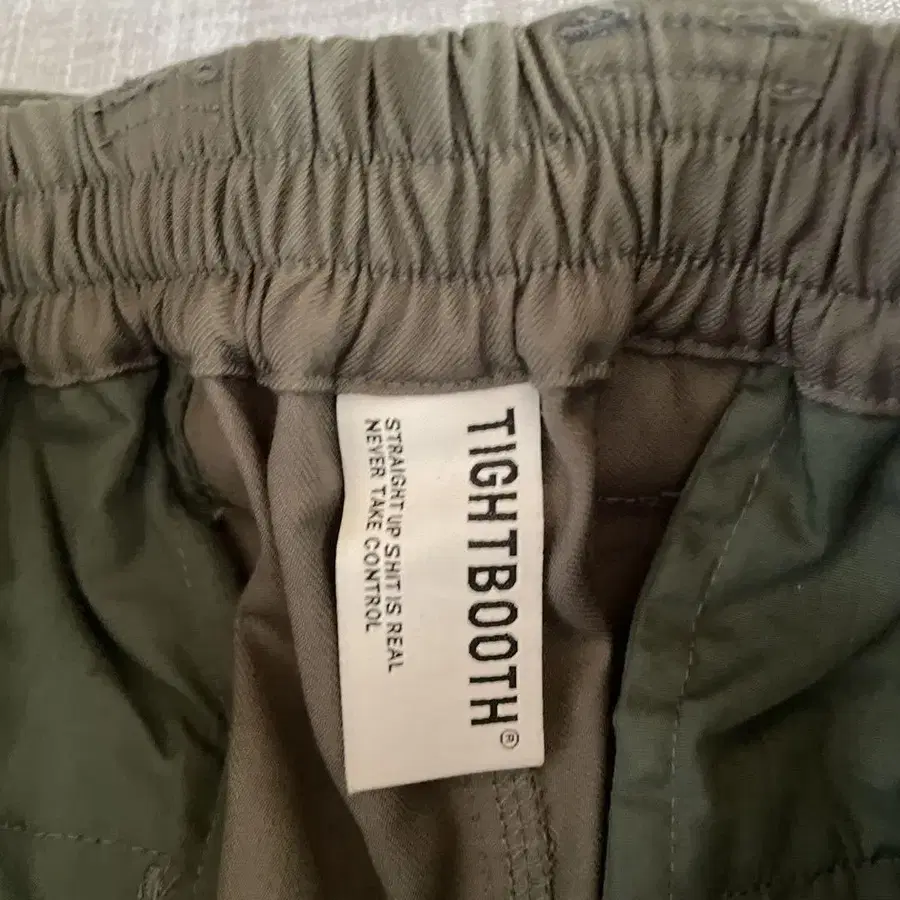 TIGHTBOOTH®
STRAIGHT UP SHIT IS REAL
NEVER TAKE CONTROL